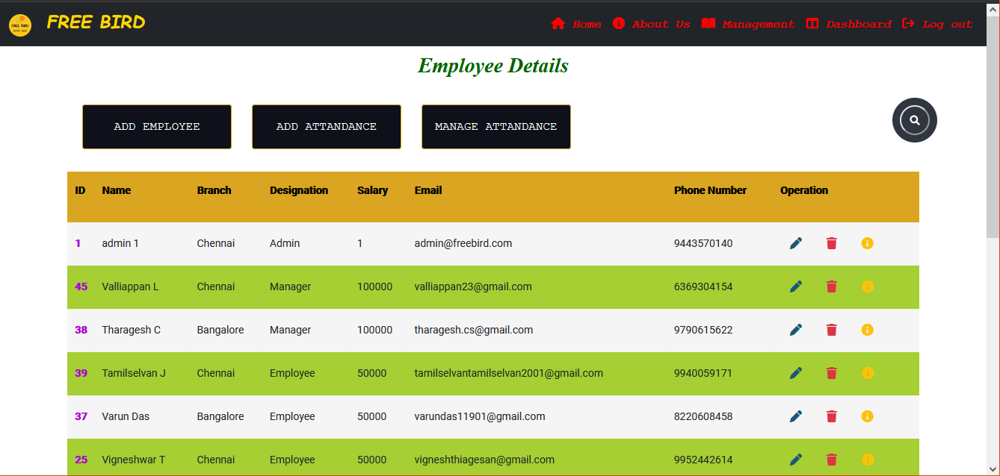 FREE BIRD
FREE BIRD Home About Us Management Dashboard Log out
Employee Details
ADD EMPLOYEE ADD ATTANDANCE MANAGE ATTANDANCE
ID Name Branch Designation Salary Email Phone Number Operation
1 admin 1 Chennai Admin 1 admin@freebird.com 9443570140
45 Valliappan L Chennai Manager 100000 valliappan23@gmail.com 6369304154
38 Tharagesh C Bangalore Manager 100000 tharagesh.cs@gmail.com 9790615622
39 Tamilselvan J Chennai Employee 50000 tamilselvantamilselvan2001@gmail.com 9940059171
37 Varun Das Bangalore Employee 50000 varundas11901@gmail.com 8220608458
25 Vigneshwar T Chennai Employee 50000 vigneshthiagesan@gmail.com 9952442614